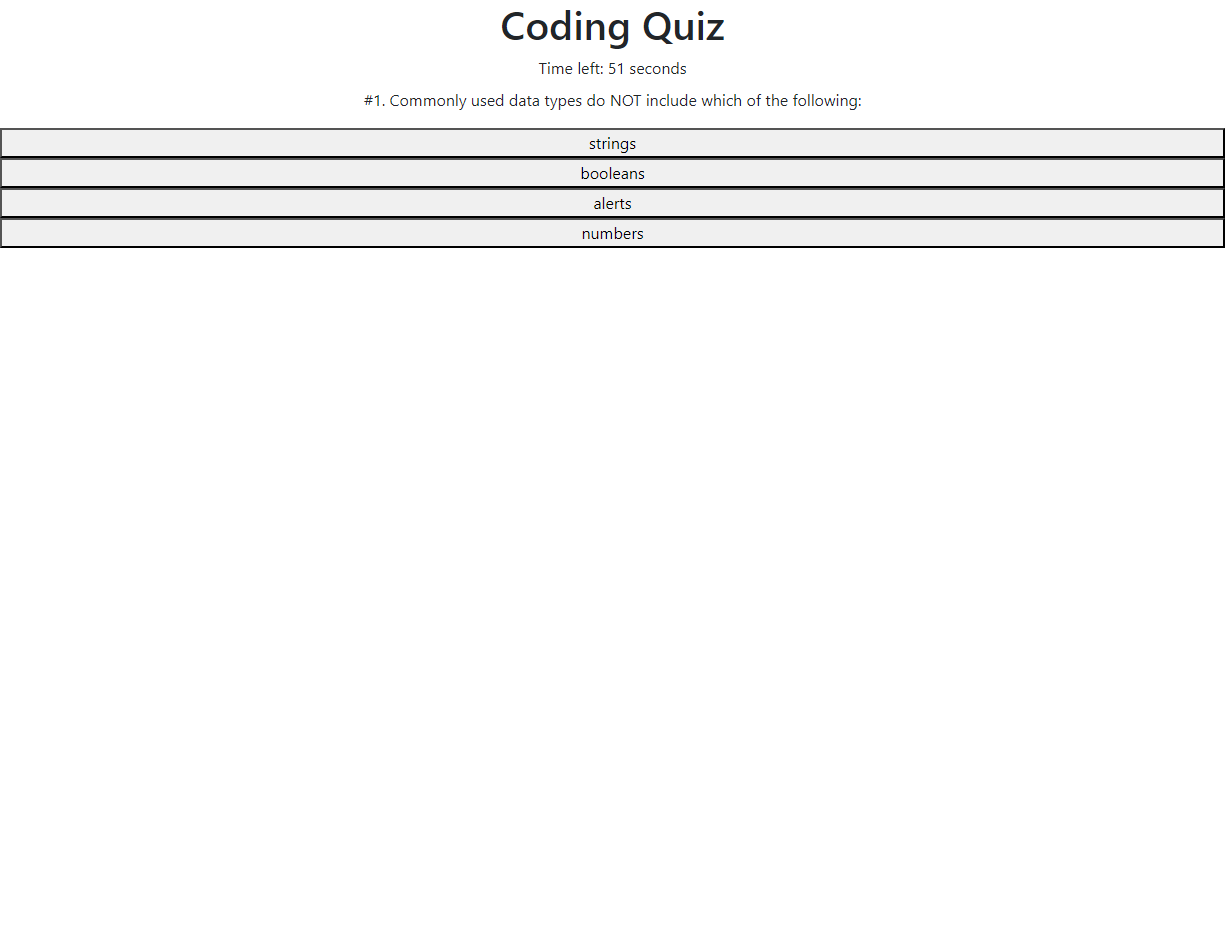 Coding Quiz
Time left: 51 seconds
#1. Commonly used data types do NOT include which of the following:
strings
booleans
alerts
numbers